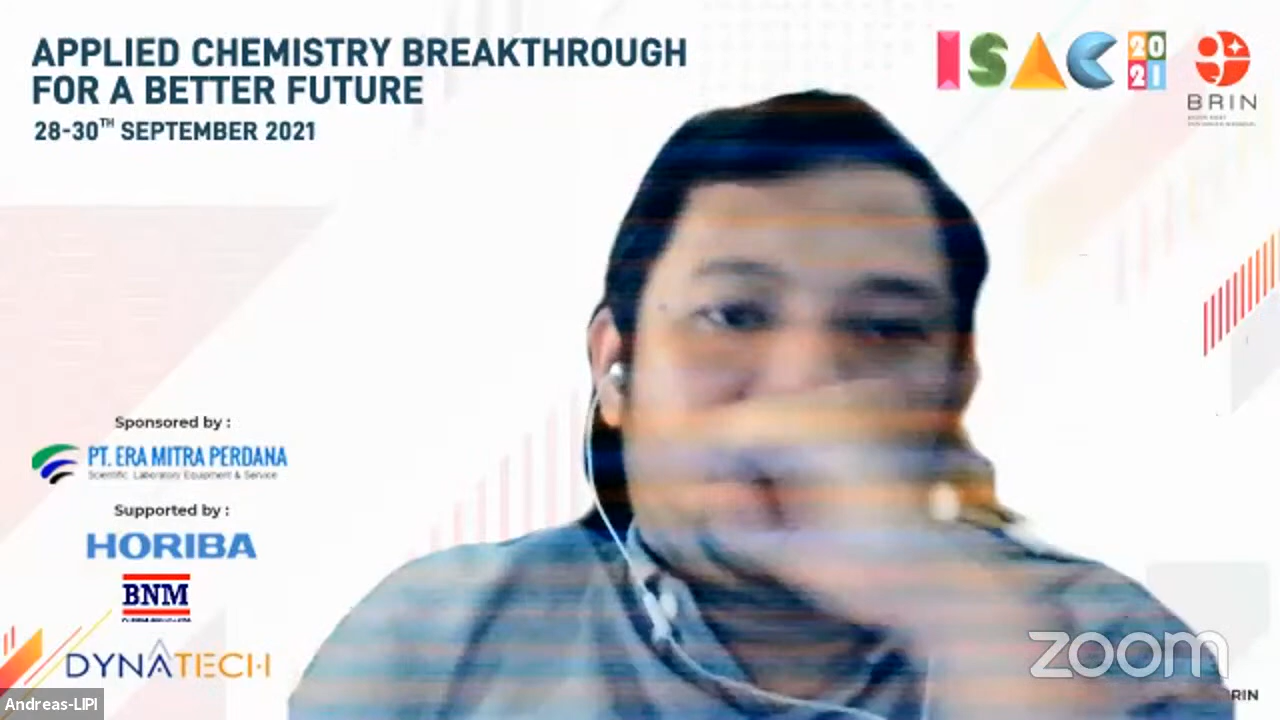 APPLIED CHEMISTRY BREAKTHROUGH
FOR A BETTER FUTURE
28-30TH SEPTEMBER 2021
ISAC 2021
BRIN
Sponsored by :
PT. ERA MITRA PERDANA
Scientific Laboratory Equipment & Service
Supported by :
HORIBA
BNM
DYNATECH
Andreas-LIPI
zoom
BRIN